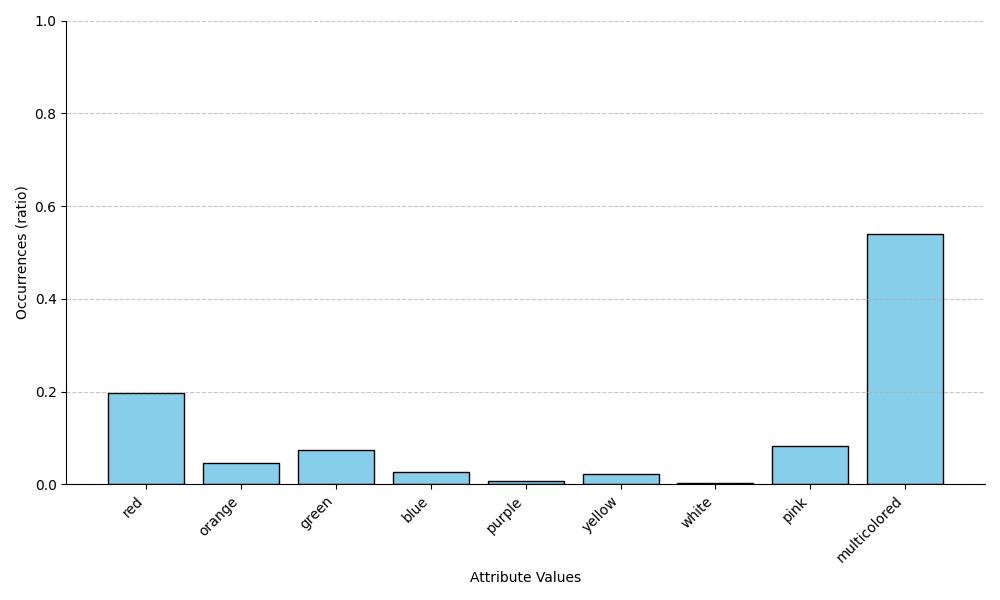 1.0
0.8
0.6
0.4
0.2
0.0
Occurrences (ratio)
red
orange
green
blue
purple
yellow
white
pink
multicolored
Attribute Values